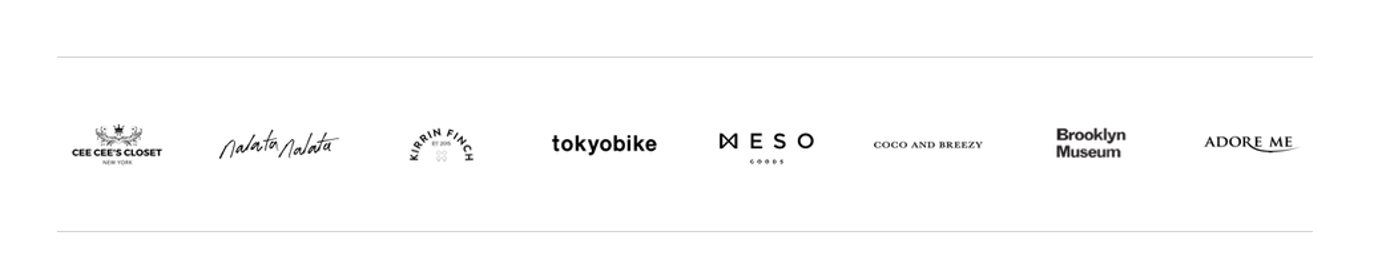 CEE CEE'S CLOSET
NEW YORK
nalata nalata
KIRRIN FINCH
EST 2015
tokyobike
MESO
GOODS
COCO AND BREEZY
Brooklyn
Museum
ADORE ME